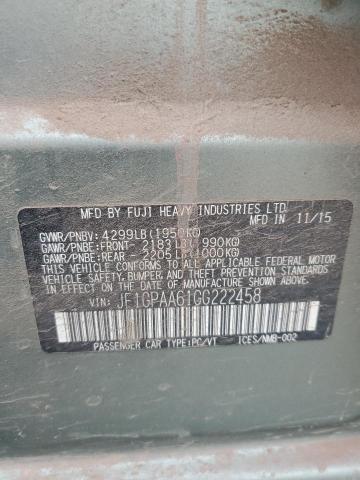 MFD BY FUJI HEAVY INDUSTRIES LTD.
MFD IN 11/15
GVWR/PNBV: 4299LB(1950KG)
GAWR/PNBE:FRONT- 2183LB( 990KG)
GAWR/PNBE:REAR - 2205LB(1000KG)
THIS VEHICLE CONFORMS TO ALL APPLICABLE
FEDERAL MOTOR VEHICLE SAFETY,
BUMPER AND THEFT PREVENTION STANDARDS
IN EFFECT ON THE DATE OF
MANUFACTURE SHOWN ABOVE.
VIN: JF1GPAA61GG222458
PASSENGER CAR TYPE:PC/VT ICES/NMB-002